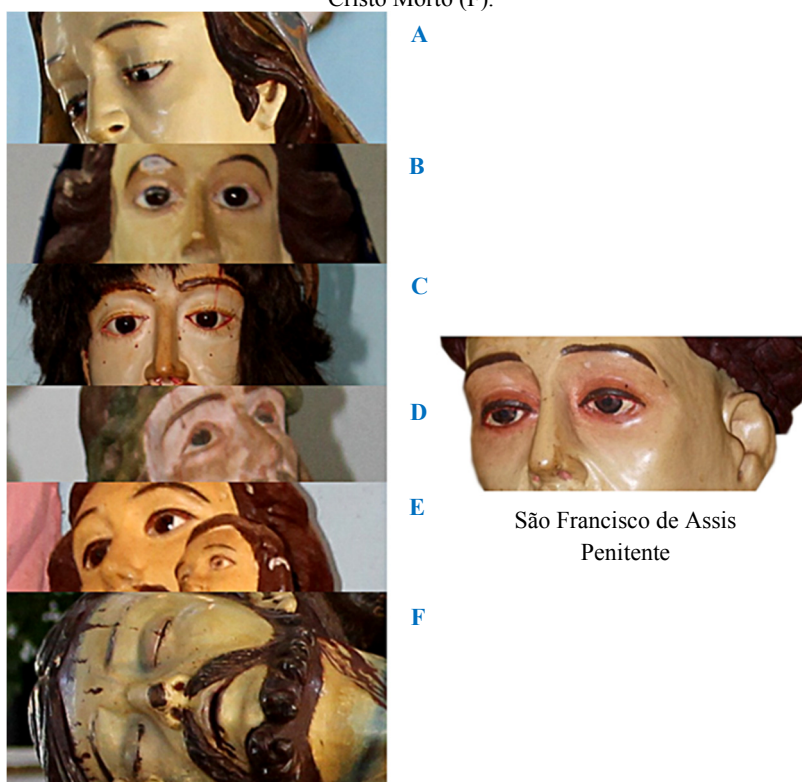 Cristo Morto (F).
A
B
C
D
São Francisco de Assis
Penitente
E
F